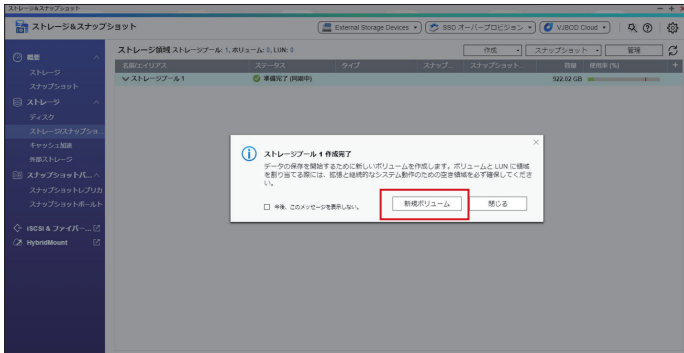 ストレージ&スナップショット
ストレージ&スナップショット
External Storage Devices
SSD オーバープロビジョン
VJBOD Cloud
概要
ストレージ
スナップショット
ストレージ
ディスク
ストレージ/スナップショ...
キャッシュ加速
外部ストレージ
スナップショットバ...
スナップショットレプリカ
スナップショットボールト
iSCSI & ファイバー...
HybridMount
ストレージ領域 ストレージプール: 1, ボリューム: 0, LUN: 0
作成
スナップショット
管理
名前/エイリアス
ステータス
タイプ
スナップ...
スナップショット...
容量
使用率 (%)
ストレージプール 1
準備完了 (同期中)
922.02 GB
ストレージプール 1 作成完了
データの保存を開始するために新しいボリュームを作成します。ボリュームと LUN に領域
を割り当てる際には、拡張と継続的なシステム動作のための空き領域を必ず確保してくださ
い。
今後、このメッセージを表示しない。
新規ボリューム
閉じる